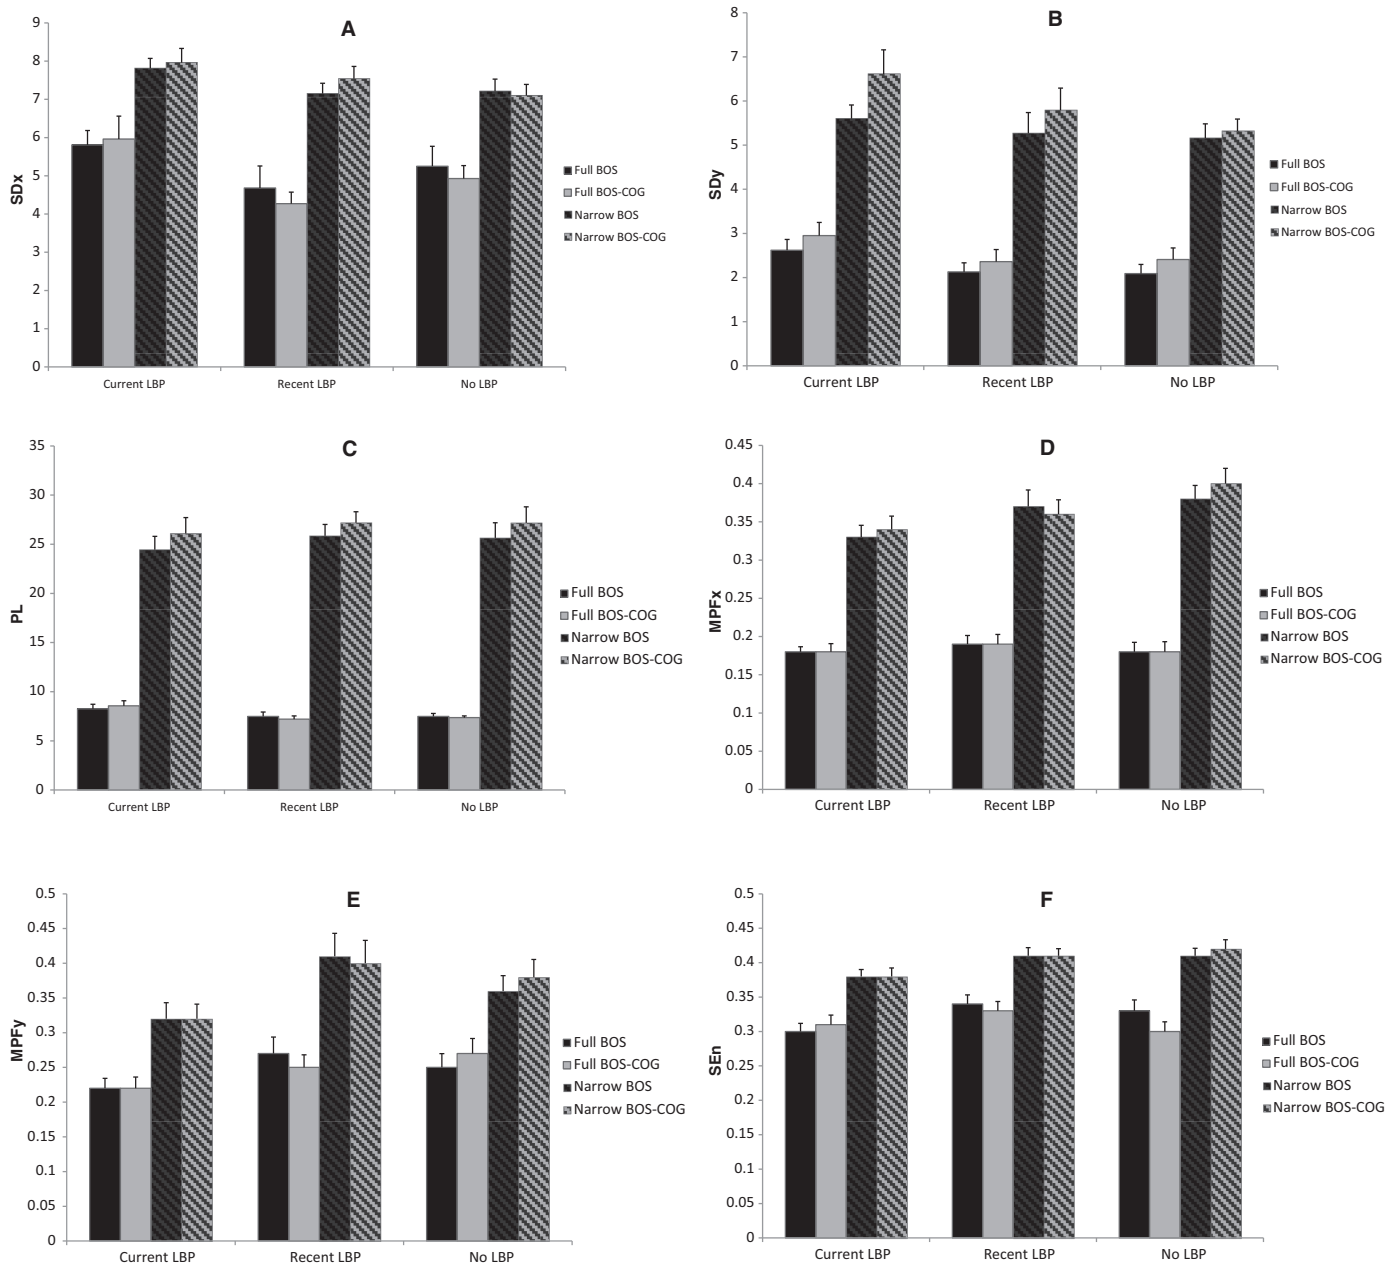 A
SDx
9
8
7
6
5
4
3
2
1
0
Current LBP
Recent LBP
No LBP
Full BOS
Full BOS-COG
Narrow BOS
Narrow BOS-COG
B
SDy
8
7
6
5
4
3
2
1
0
Current LBP
Recent LBP
No LBP
Full BOS
Full BOS-COG
Narrow BOS
Narrow BOS-COG
C
PL
35
30
25
20
15
10
5
0
Current LBP
Recent LBP
No LBP
Full BOS
Full BOS-COG
Narrow BOS
Narrow BOS-COG
D
MPFx
0.45
0.4
0.35
0.3
0.25
0.2
0.15
0.1
0.05
0
Current LBP
Recent LBP
No LBP
Full BOS
Full BOS-COG
Narrow BOS
Narrow BOS-COG
E
MPFy
0.5
0.45
0.4
0.35
0.3
0.25
0.2
0.15
0.1
0.05
0
Current LBP
Recent LBP
No LBP
Full BOS
Full BOS-COG
Narrow BOS
Narrow BOS-COG
F
SEn
0.5
0.45
0.4
0.35
0.3
0.25
0.2
0.15
0.1
0.05
0
Current LBP
Recent LBP
No LBP
Full BOS
Full BOS-COG
Narrow BOS
Narrow BOS-COG